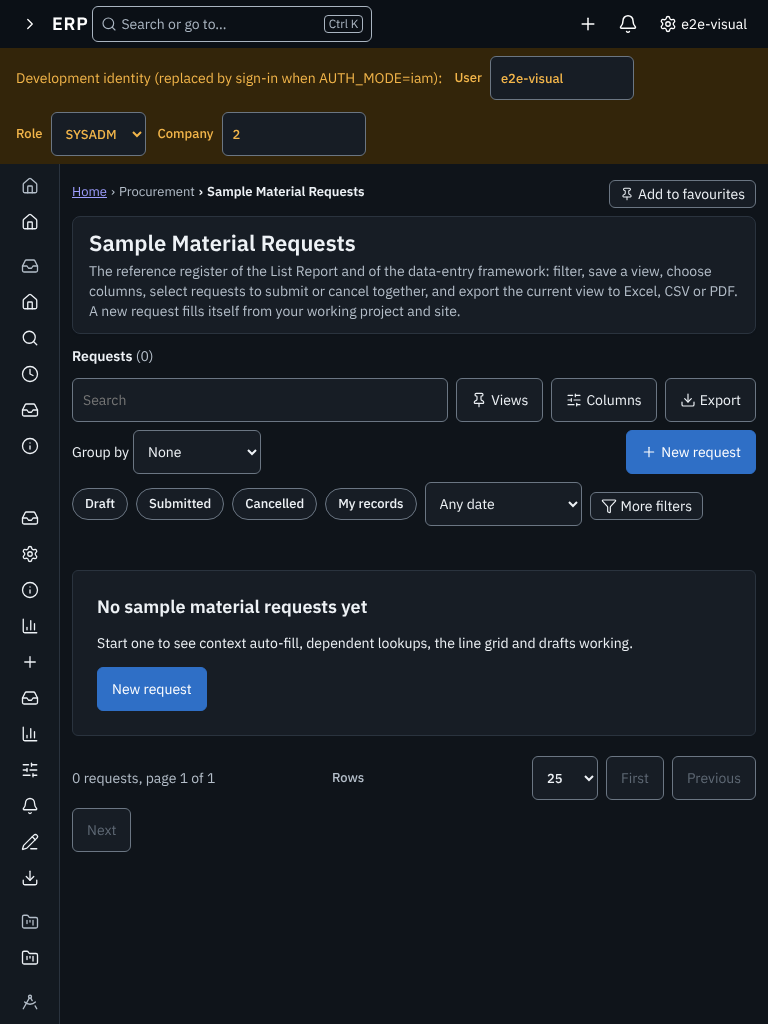 ERP
Search or go to...
Ctrl K
e2e-visual
Development identity (replaced by sign-in when AUTH_MODE=iam):
User
e2e-visual
Role
SYSADM
Company
2
Home › Procurement › Sample Material Requests
Add to favourites
Sample Material Requests
The reference register of the List Report and of the data-entry framework: filter, save a view, choose
columns, select requests to submit or cancel together, and export the current view to Excel, CSV or PDF.
A new request fills itself from your working project and site.
Requests (0)
Search
Views
Columns
Export
Group by
None
New request
Draft
Submitted
Cancelled
My records
Any date
More filters
No sample material requests yet
Start one to see context auto-fill, dependent lookups, the line grid and drafts working.
New request
0 requests, page 1 of 1
Rows
25
First
Previous
Next